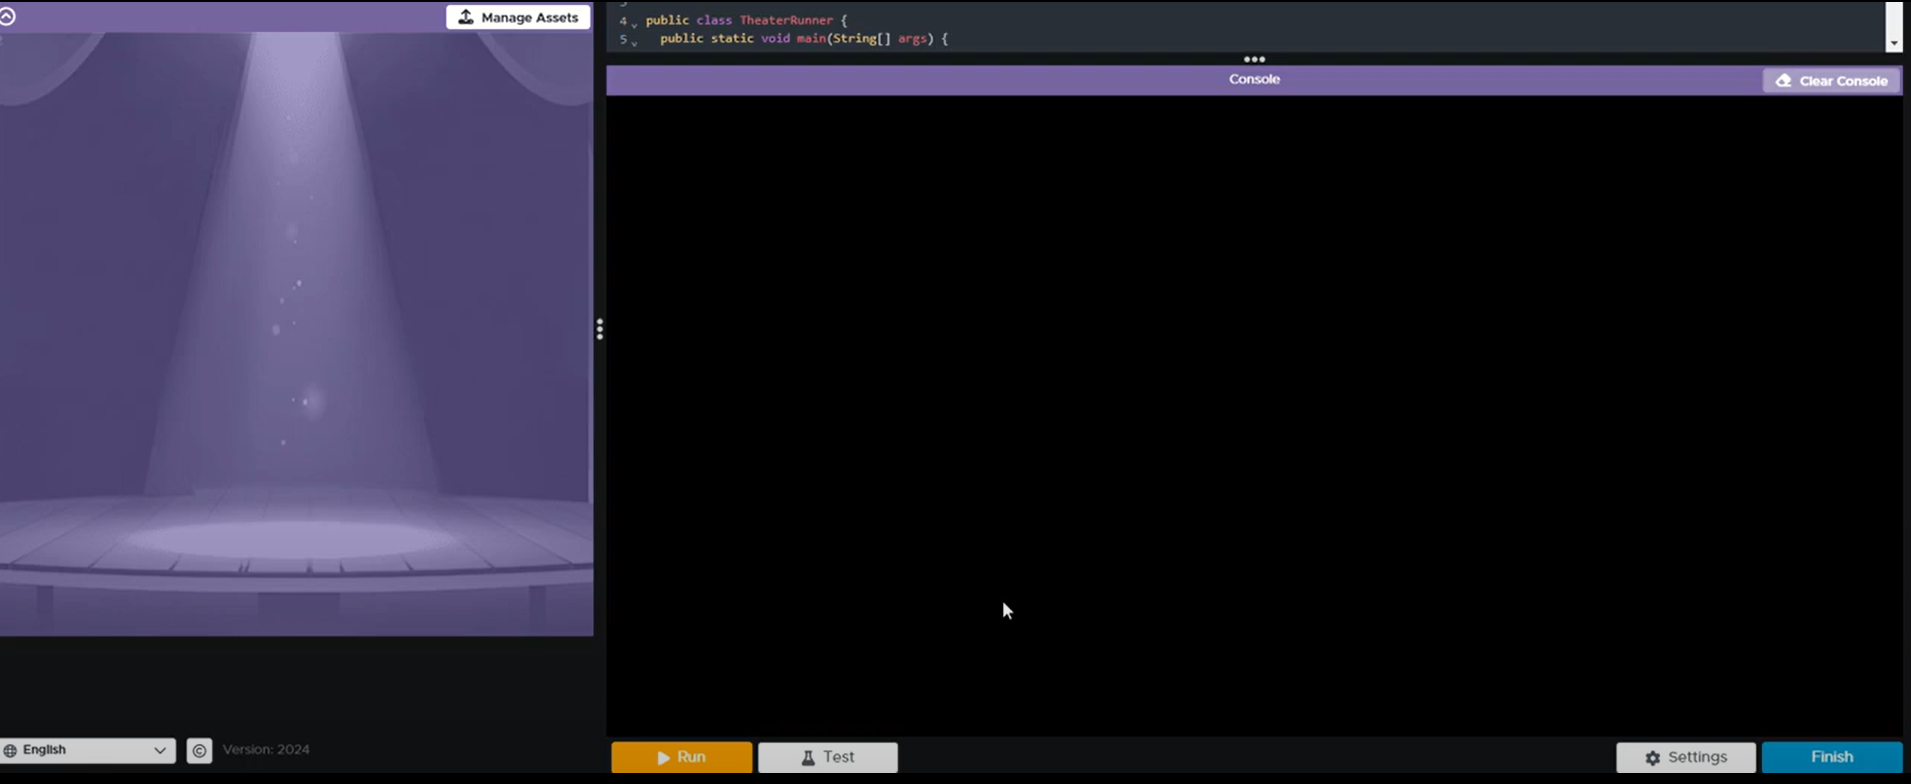 Manage Assets
4 public class TheaterRunner {
5 public static void main(String[] args) {
Console
Clear Console
English
Version: 2024
Run
Test
Settings
Finish